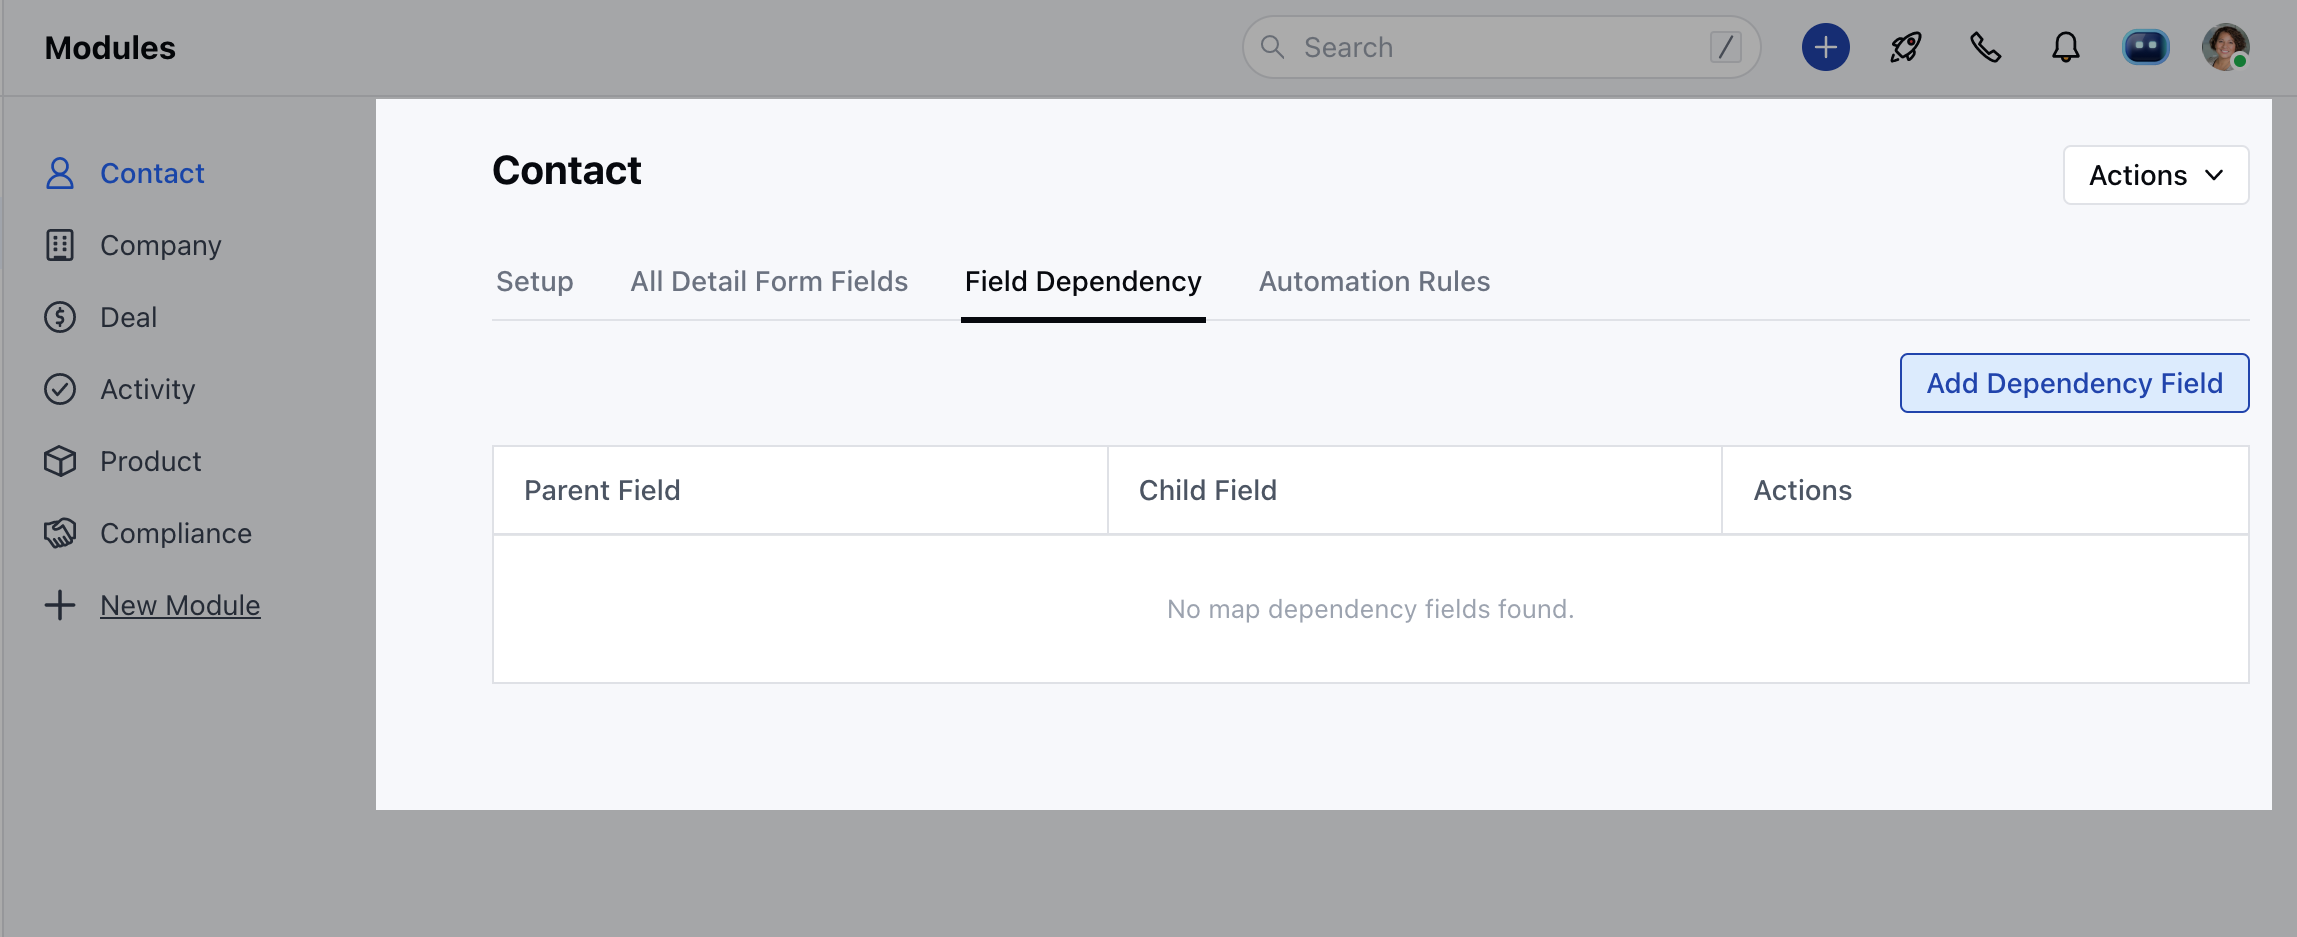 Modules
Search
/
Contact
Company
Deal
Activity
Product
Compliance
New Module
Contact
Actions
Setup
All Detail Form Fields
Field Dependency
Automation Rules
Add Dependency Field
Parent Field
Child Field
Actions
No map dependency fields found.